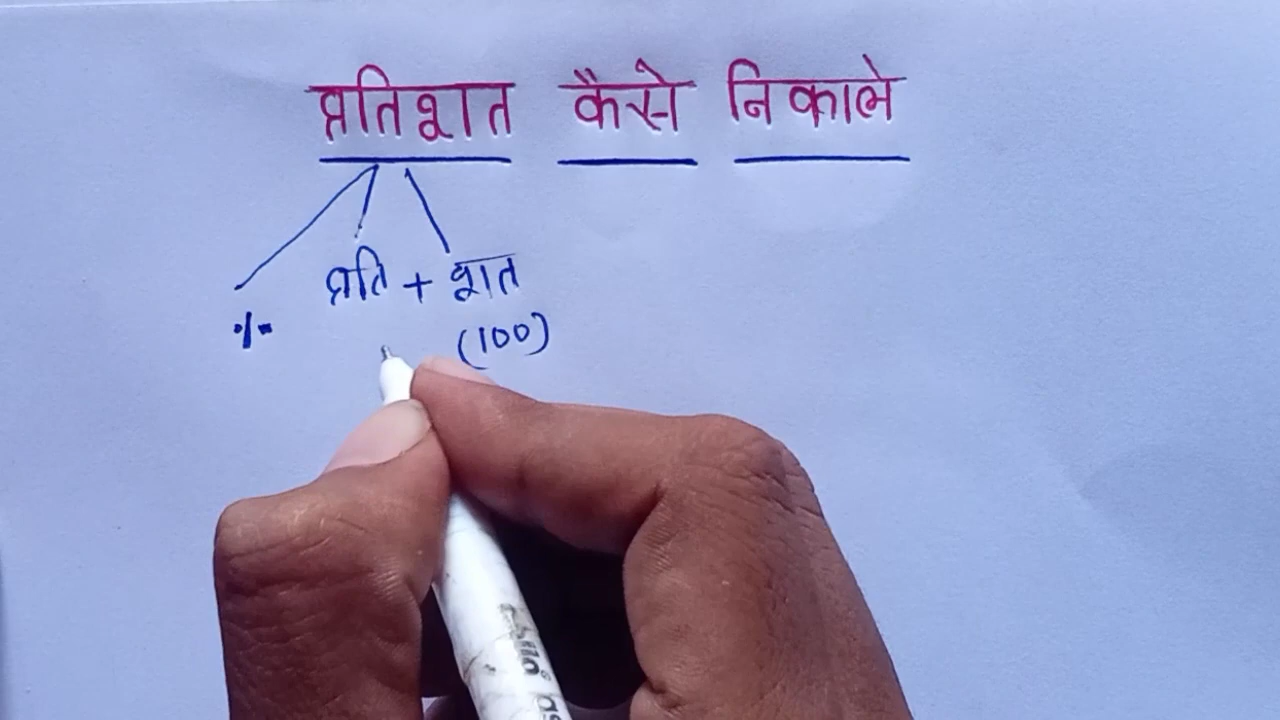 प्रतिशत कैसे निकाले
% प्रति + शत
(100)